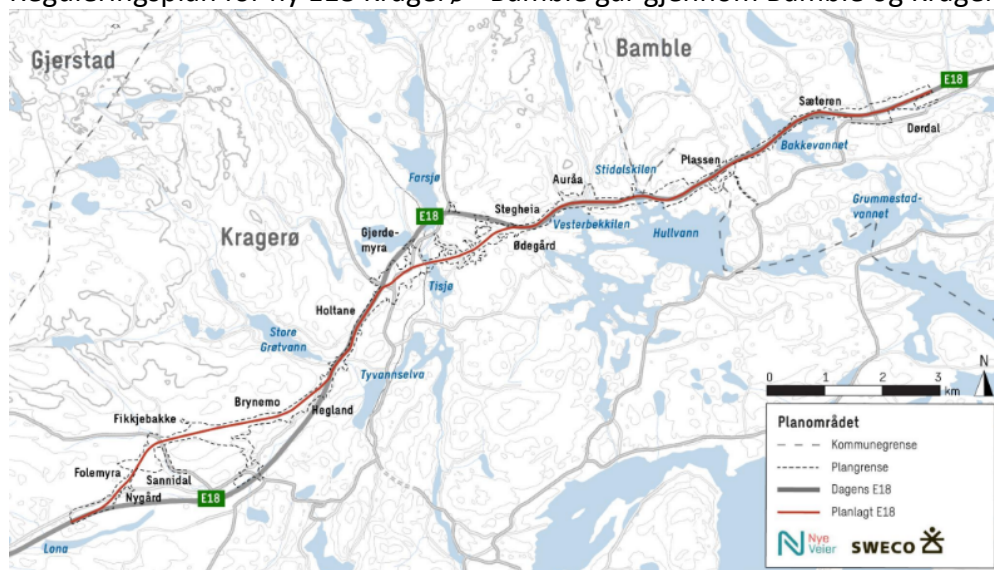 Reguleringsplan for ny E18 Kragerø - Bamble går gjennom Bamble og Krager
Gjerstad
Bamble
E18
Sæteren
Dørdal
Bakkevannet
Plassen
Stidalskilen
Farsjø
Auråa
Grummestad-
vannet
Stegheia
E18
Vesterbekkilen
Kragerø
Gjerde-
myra
Ødegård
Hullvann
Tisjø
Holtane
Store
Grøtvann
Tyvannselva
N
0 1 2 3
km
Brynemo
Hegland
Fikkjebakke
Planområdet
Kommunegrense
Folemyra
Plangrense
Sannidal
Dagens E18
Nygård
E18
Planlagt E18
Lona
Nye
Veier
SWECO